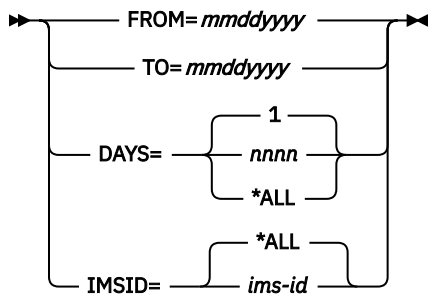 FROM= mmddyyyy
TO= mmddyyyy
1
DAYS= nnnn
*ALL
*ALL
IMSID= ims-id